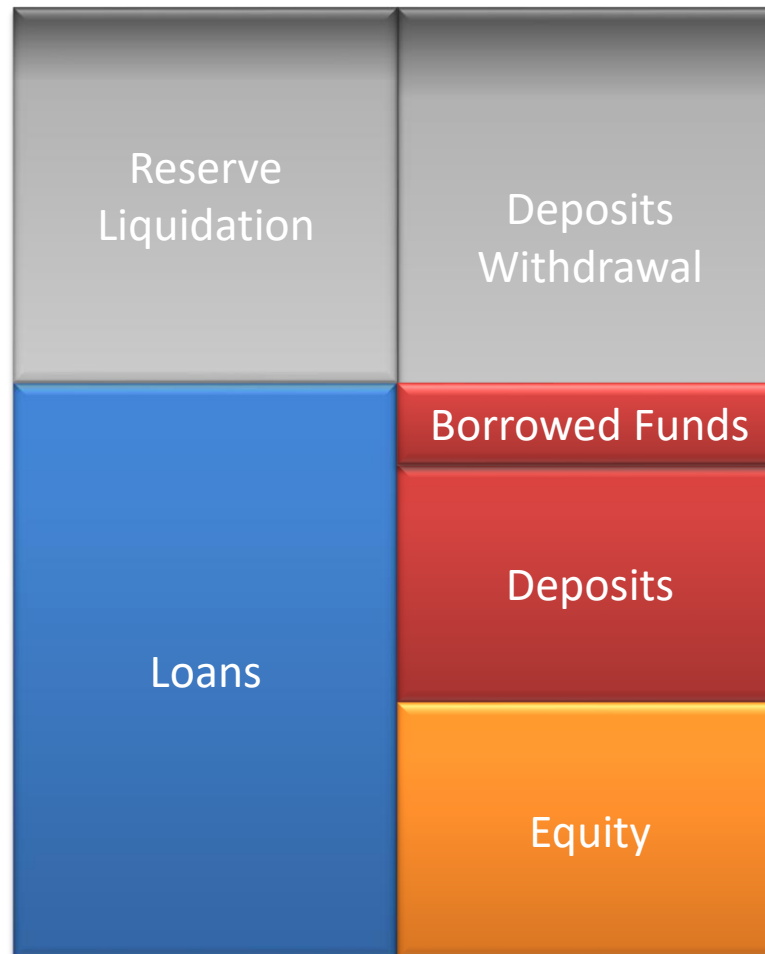 Reserve
Liquidation
Deposits
Withdrawal
Borrowed Funds
Deposits
Loans
Equity